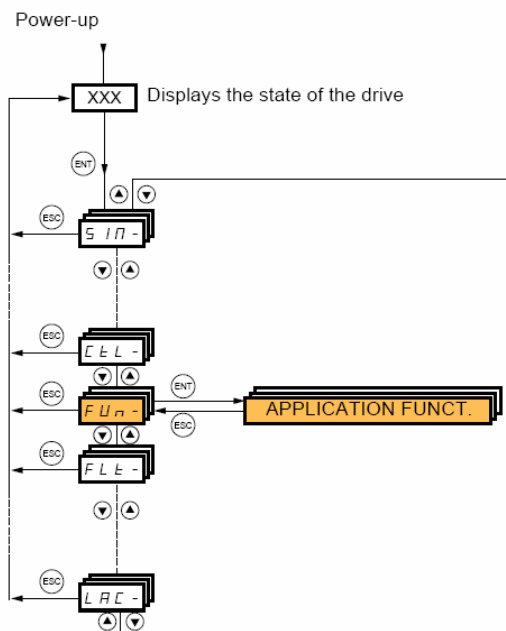 Power-up
XXX Displays the state of the drive
ENT
ESC
SIM-
ESC
CtL-
ESC ENT
FUn- APPLICATION FUNCT.
ESC
ESC
FLt-
ESC
LAC-